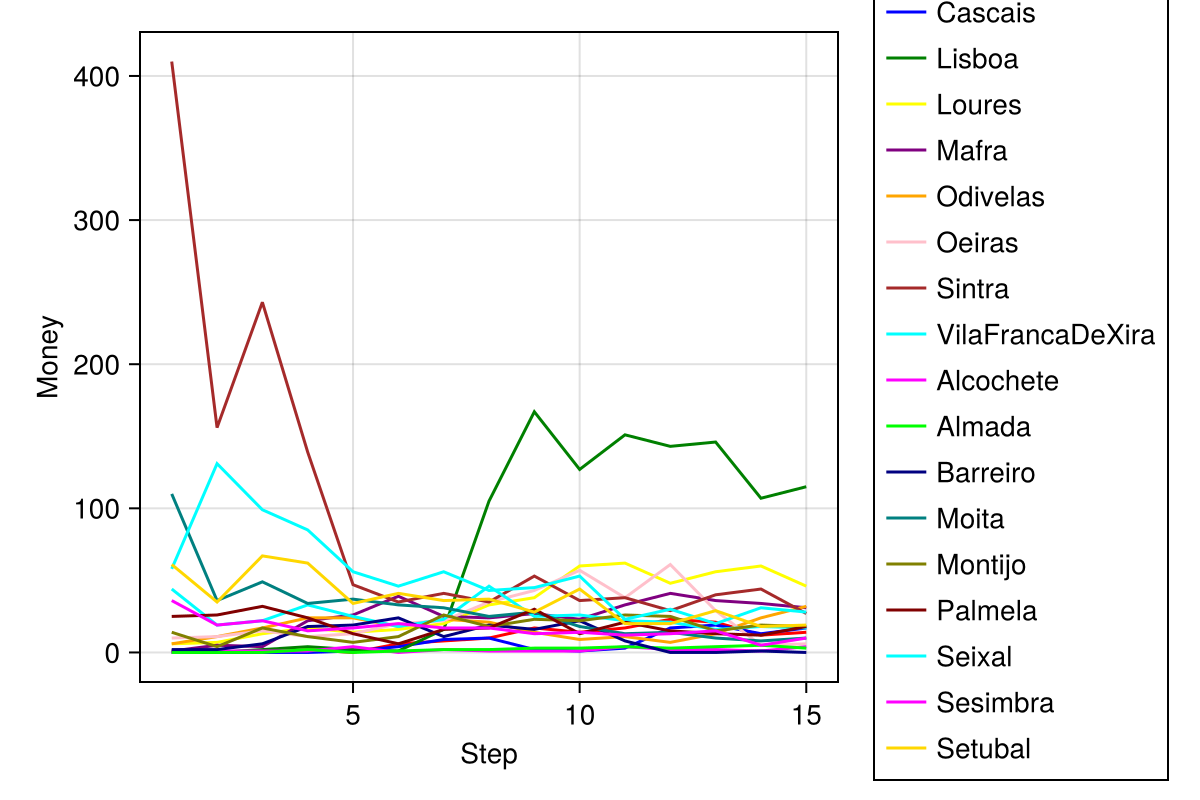 400
300
200
100
0
Money
5
10
15
Step
Cascais
Lisboa
Loures
Mafra
Odivelas
Oeiras
Sintra
VilaFrancaDeXira
Alcochete
Almada
Barreiro
Moita
Montijo
Palmela
Seixal
Sesimbra
Setubal